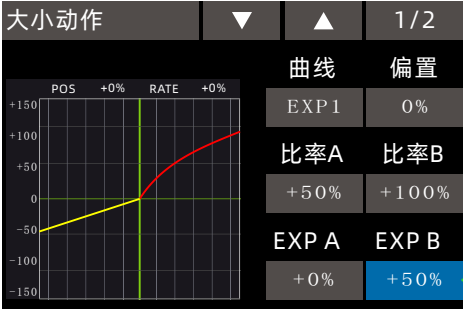 大小动作 ▼ ▲ 1/2
曲线 偏置
POS +0% RATE +0%
EXP1 0%
+150
+100
+50
0
-50
-100
-150
比率A 比率B
+50% +100%
EXP A EXP B
+0% +50%